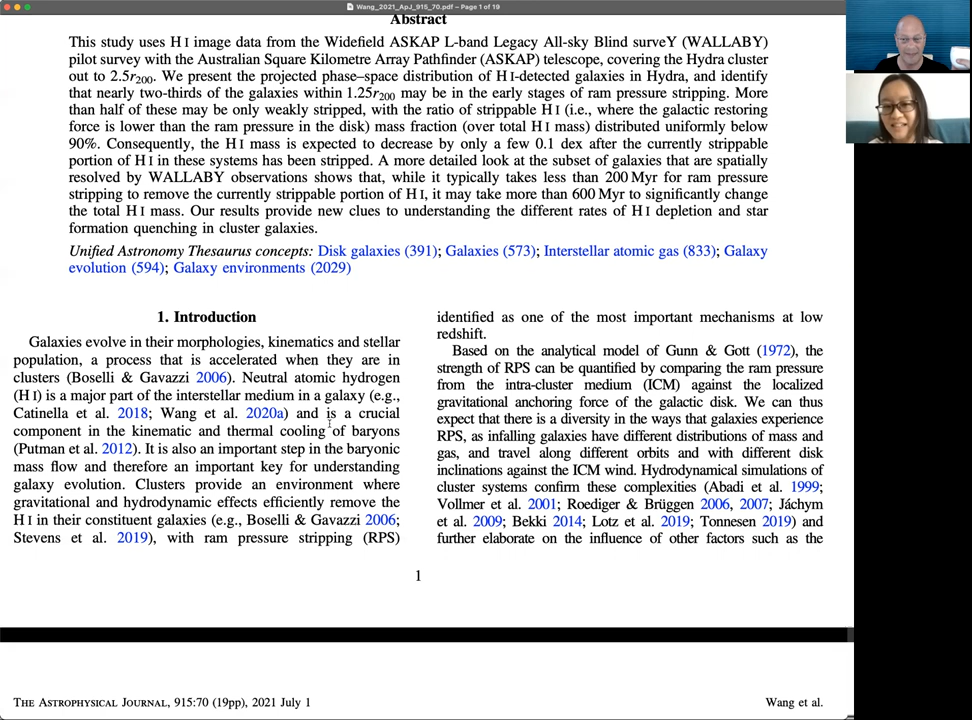 Wang_2021_ApJ_915_70.pdf – Page 1 of 19
Abstract
This study uses H I image data from the Widefield ASKAP L-band Legacy All-sky Blind surveY (WALLABY)
pilot survey with the Australian Square Kilometre Array Pathfinder (ASKAP) telescope, covering the Hydra cluster
out to 2.5r200. We present the projected phase–space distribution of H I-detected galaxies in Hydra, and identify
that nearly two-thirds of the galaxies within 1.25r200 may be in the early stages of ram pressure stripping. More
than half of these may be only weakly stripped, with the ratio of strippable H I (i.e., where the galactic restoring
force is lower than the ram pressure in the disk) mass fraction (over total H I mass) distributed uniformly below
90%. Consequently, the H I mass is expected to decrease by only a few 0.1 dex after the currently strippable
portion of H I in these systems has been stripped. A more detailed look at the subset of galaxies that are spatially
resolved by WALLABY observations shows that, while it typically takes less than 200 Myr for ram pressure
stripping to remove the currently strippable portion of H I, it may take more than 600 Myr to significantly change
the total H I mass. Our results provide new clues to understanding the different rates of H I depletion and star
formation quenching in cluster galaxies.
Unified Astronomy Thesaurus concepts: Disk galaxies (391); Galaxies (573); Interstellar atomic gas (833); Galaxy
evolution (594); Galaxy environments (2029)
1. Introduction
Galaxies evolve in their morphologies, kinematics and stellar
population, a process that is accelerated when they are in
clusters (Boselli & Gavazzi 2006). Neutral atomic hydrogen
(H I) is a major part of the interstellar medium in a galaxy (e.g.,
Catinella et al. 2018; Wang et al. 2020a) and is a crucial
component in the kinematic and thermal cooling of baryons
(Putman et al. 2012). It is also an important step in the baryonic
mass flow and therefore an important key for understanding
galaxy evolution. Clusters provide an environment where
gravitational and hydrodynamic effects efficiently remove the
H I in their constituent galaxies (e.g., Boselli & Gavazzi 2006;
Stevens et al. 2019), with ram pressure stripping (RPS)
identified as one of the most important mechanisms at low
redshift.
Based on the analytical model of Gunn & Gott (1972), the
strength of RPS can be quantified by comparing the ram pressure
from the intra-cluster medium (ICM) against the localized
gravitational anchoring force of the galactic disk. We can thus
expect that there is a diversity in the ways that galaxies experience
RPS, as infalling galaxies have different distributions of mass and
gas, and travel along different orbits and with different disk
inclinations against the ICM wind. Hydrodynamical simulations of
cluster systems confirm these complexities (Abadi et al. 1999;
Vollmer et al. 2001; Roediger & Brüggen 2006, 2007; Jáchym
et al. 2009; Bekki 2014; Lotz et al. 2019; Tonnesen 2019) and
further elaborate on the influence of other factors such as the
1
THE ASTROPHYSICAL JOURNAL, 915:70 (19pp), 2021 July 1
Wang et al.